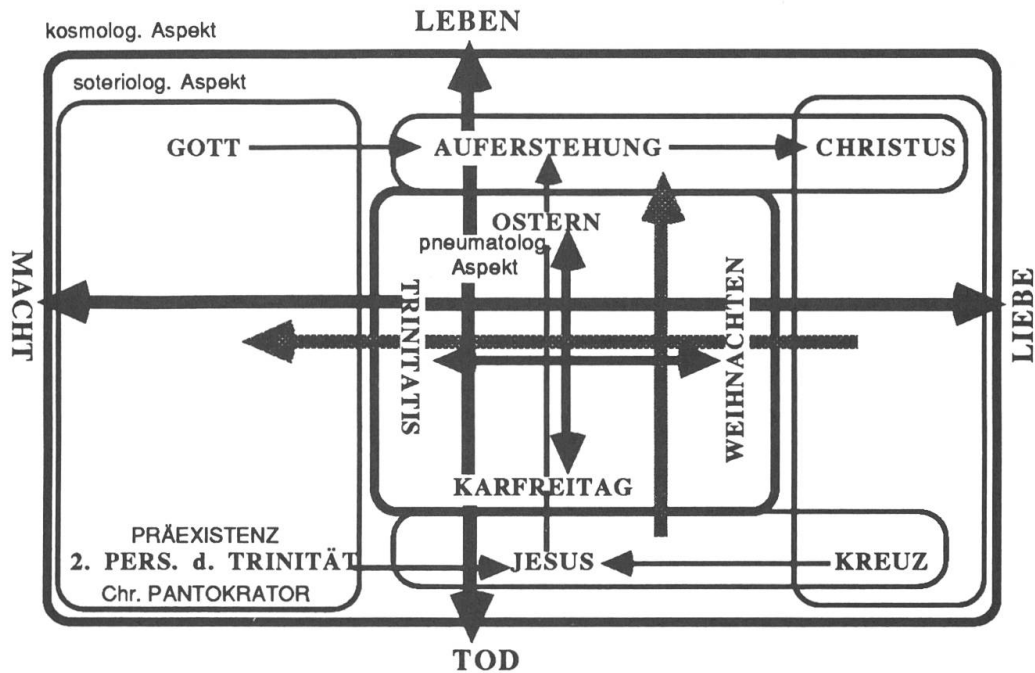 LEBEN
kosmolog. Aspekt
soteriolog. Aspekt
GOTT
AUFERSTEHUNG
CHRISTUS
OSTERN
pneumatolog.
Aspekt
MACHT
TRINITATIS
WEIHNACHTEN
LIEBE
KARFREITAG
PRÄEXISTENZ
2. PERS. d. TRINITÄT
JESUS
KREUZ
Chr. PANTOKRATOR
TOD